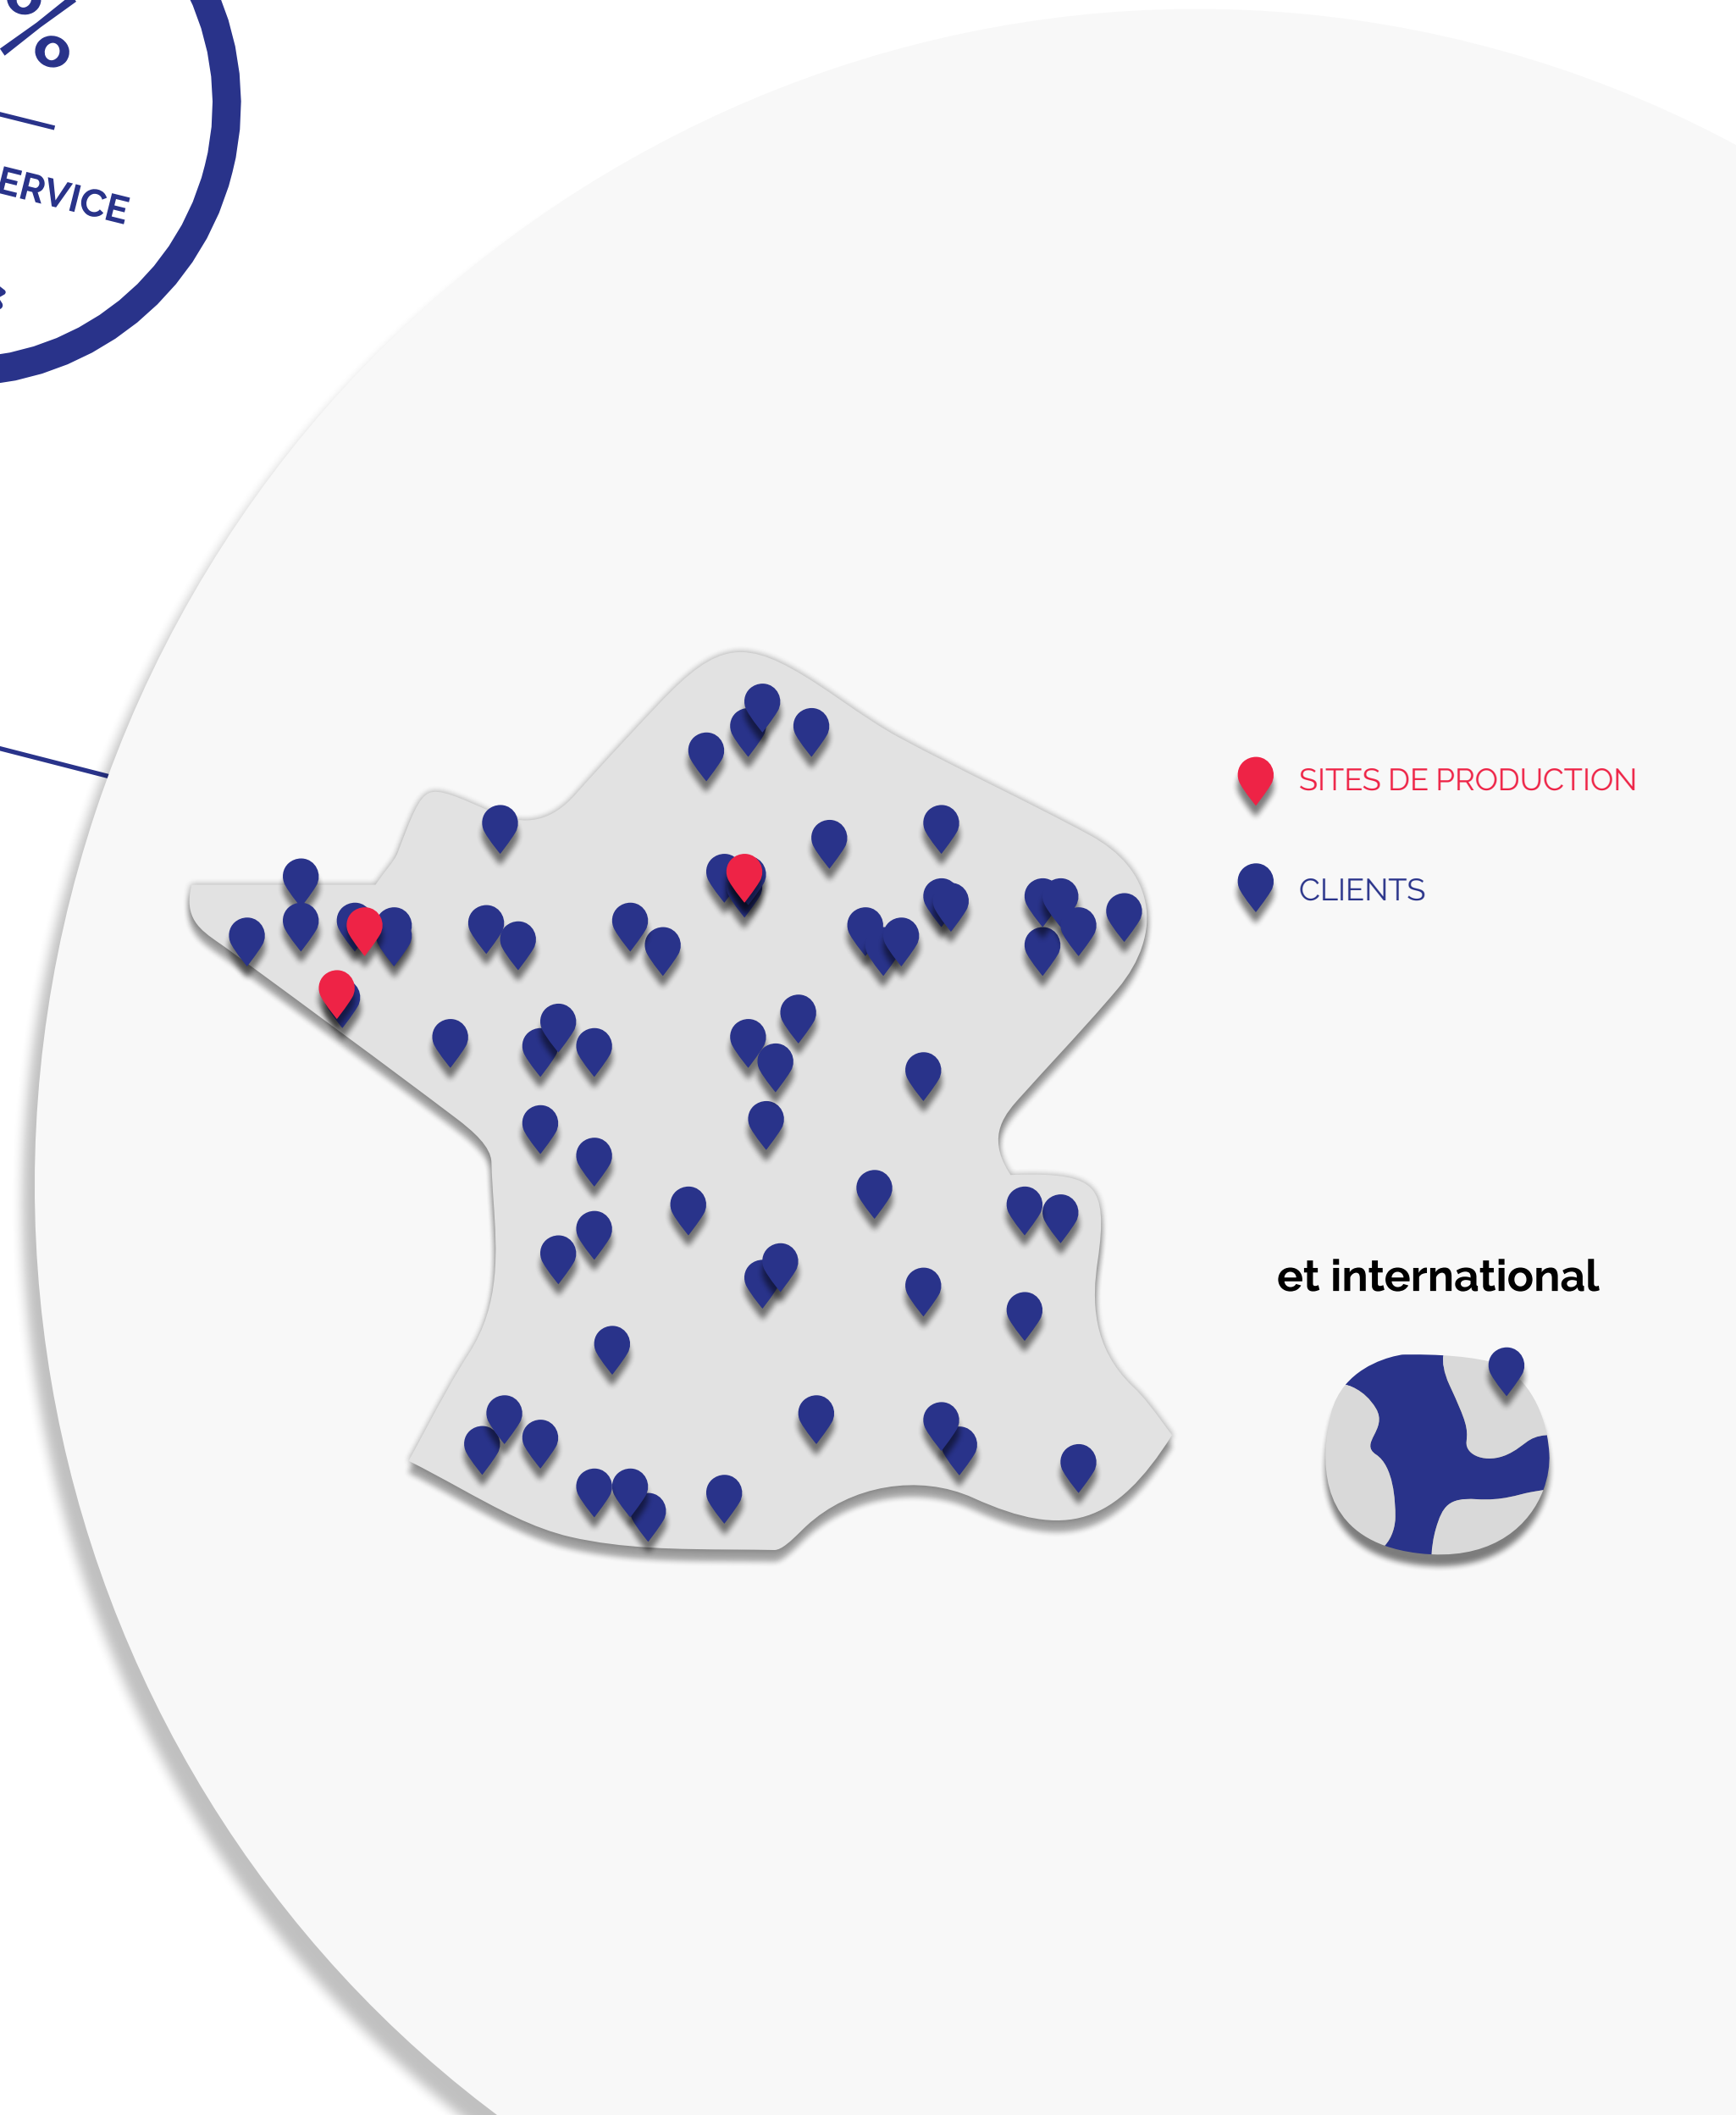 %
ERVICE
SITES DE PRODUCTION
CLIENTS
et international